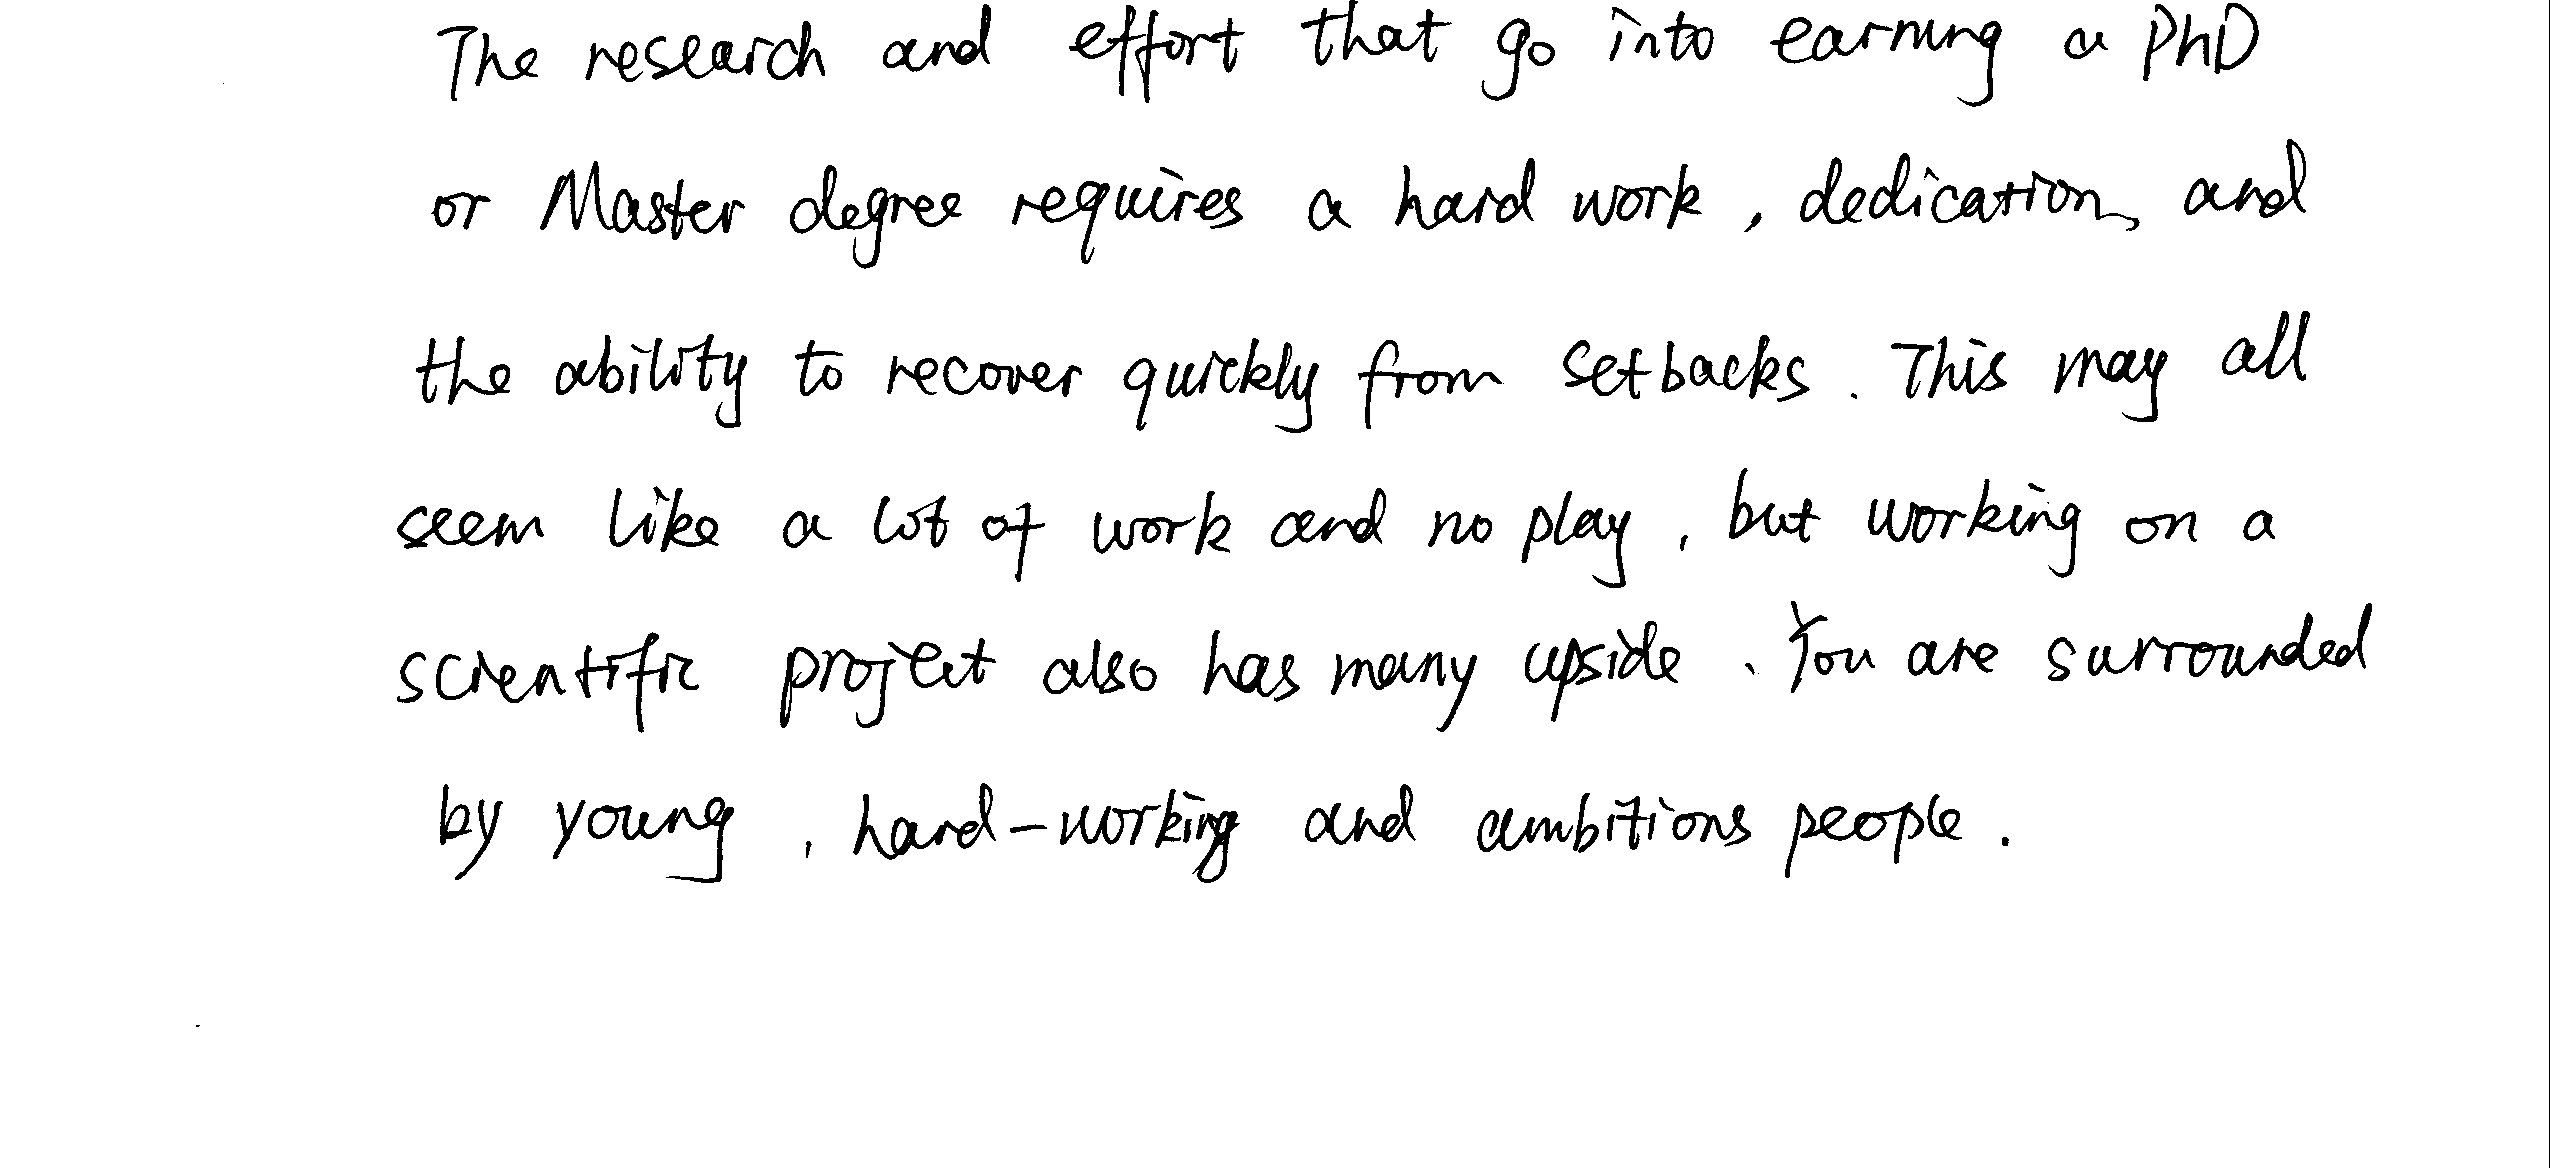 The research and effort that go into earning a PhD
or Master degree requires a hard work, dedication, and
the ability to recover quickly from setbacks. This may all
seem like a lot of work and no play, but working on a
scientific project also has many upside. You are surrounded
by young, hard-working and ambitions people.